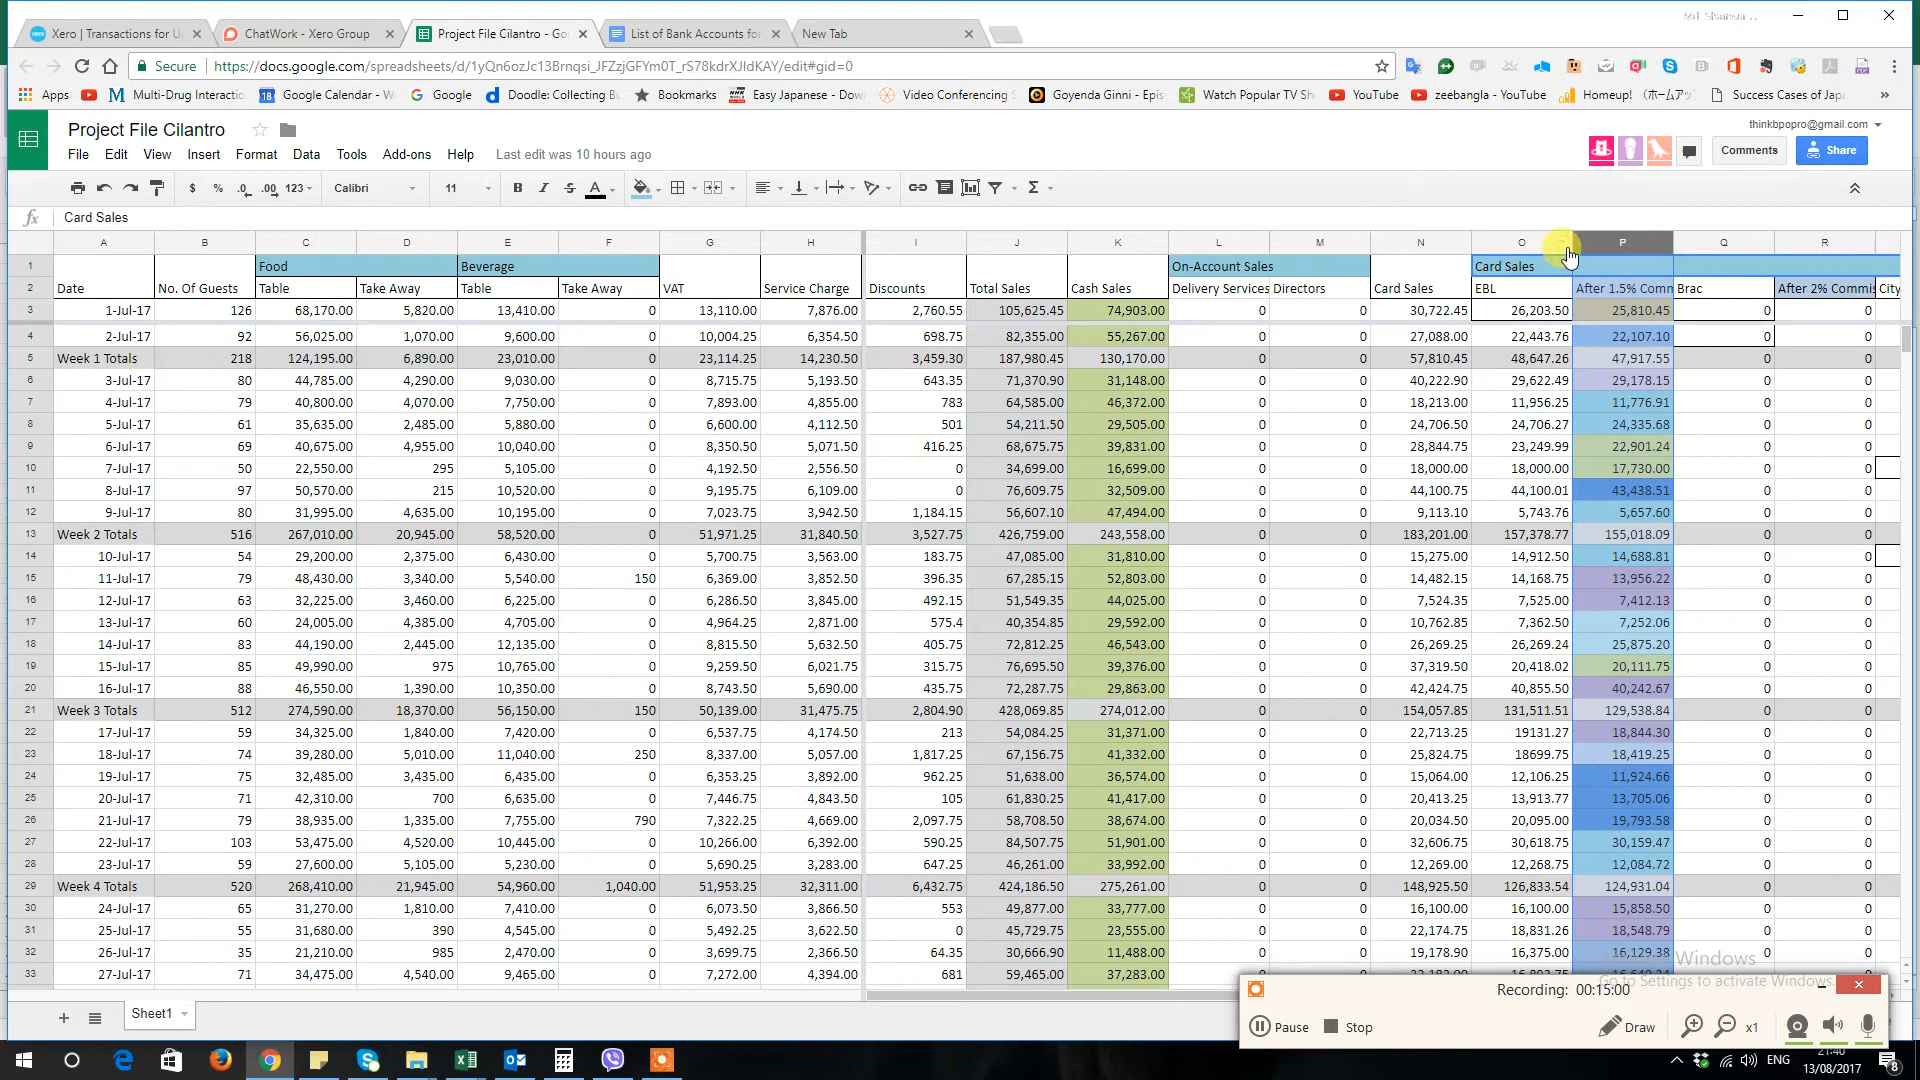 Md. Shamsur ...
Xero | Transactions for U
ChatWork - Xero Group
Project File Cilantro - Go
List of Bank Accounts for
New Tab
Secure
https://docs.google.com/spreadsheets/d/1yQn6ozJc13Brnqsi_JFZzjGFYm0T_rS78kdrXJIdKAY/edit#gid=0
Apps
Multi-Drug Interactio
Google Calendar - W
Google
Doodle: Collecting Bu
Bookmarks
Easy Japanese - Dow
Video Conferencing S
Goyenda Ginni - Epis
Watch Popular TV Sh
YouTube
zeebangla - YouTube
Homeup! (ホームアッ
Success Cases of Japa
Project File Cilantro
thinkbpopro@gmail.com
File Edit View Insert Format Data Tools Add-ons Help Last edit was 10 hours ago
Comments
Share
$ % .0 .00 123 Calibri 11 B I S A
fx Card Sales
A B C D E F G H I J K L M N O P Q R
1 Food Beverage On-Account Sales Card Sales
2 Date No. Of Guests Table Take Away Table Take Away VAT Service Charge Discounts Total Sales Cash Sales Delivery Services Directors Card Sales EBL After 1.5% Comm Brac After 2% Commis City
3 1-Jul-17 126 68,170.00 5,820.00 13,410.00 0 13,110.00 7,876.00 2,760.55 105,625.45 74,903.00 0 0 30,722.45 26,203.50 25,810.45 0 0
4 2-Jul-17 92 56,025.00 1,070.00 9,600.00 0 10,004.25 6,354.50 698.75 82,355.00 55,267.00 0 0 27,088.00 22,443.76 22,107.10 0 0
5 Week 1 Totals 218 124,195.00 6,890.00 23,010.00 0 23,114.25 14,230.50 3,459.30 187,980.45 130,170.00 0 0 57,810.45 48,647.26 47,917.55 0 0
6 3-Jul-17 80 44,785.00 4,290.00 9,030.00 0 8,715.75 5,193.50 643.35 71,370.90 31,148.00 0 0 40,222.90 29,622.49 29,178.15 0 0
7 4-Jul-17 79 40,800.00 4,070.00 7,750.00 0 7,893.00 4,855.00 783 64,585.00 46,372.00 0 0 18,213.00 11,956.25 11,776.91 0 0
8 5-Jul-17 61 35,635.00 2,485.00 5,880.00 0 6,600.00 4,112.50 501 54,211.50 29,505.00 0 0 24,706.50 24,706.27 24,335.68 0 0
9 6-Jul-17 69 40,675.00 4,955.00 10,040.00 0 8,350.50 5,071.50 416.25 68,675.75 39,831.00 0 0 28,844.75 23,249.99 22,901.24 0 0
10 7-Jul-17 50 22,550.00 295 5,105.00 0 4,192.50 2,556.50 0 34,699.00 16,699.00 0 0 18,000.00 18,000.00 17,730.00 0 0
11 8-Jul-17 97 50,570.00 215 10,520.00 0 9,195.75 6,109.00 0 76,609.75 32,509.00 0 0 44,100.75 44,100.01 43,438.51 0 0
12 9-Jul-17 80 31,995.00 4,635.00 10,195.00 0 7,023.75 3,942.50 1,184.15 56,607.10 47,494.00 0 0 9,113.10 5,743.76 5,657.60 0 0
13 Week 2 Totals 516 267,010.00 20,945.00 58,520.00 0 51,971.25 31,840.50 3,527.75 426,759.00 243,558.00 0 0 183,201.00 157,378.77 155,018.09 0 0
14 10-Jul-17 54 29,200.00 2,375.00 6,430.00 0 5,700.75 3,563.00 183.75 47,085.00 31,810.00 0 0 15,275.00 14,912.50 14,688.81 0 0
15 11-Jul-17 79 48,430.00 3,340.00 5,540.00 150 6,369.00 3,852.50 396.35 67,285.15 52,803.00 0 0 14,482.15 14,168.75 13,956.22 0 0
16 12-Jul-17 63 32,225.00 3,460.00 6,225.00 0 6,286.50 3,845.00 492.15 51,549.35 44,025.00 0 0 7,524.35 7,525.00 7,412.13 0 0
17 13-Jul-17 60 24,005.00 4,385.00 4,705.00 0 4,964.25 2,871.00 575.4 40,354.85 29,592.00 0 0 10,762.85 7,362.50 7,252.06 0 0
18 14-Jul-17 83 44,190.00 2,445.00 12,135.00 0 8,815.50 5,632.50 405.75 72,812.25 46,543.00 0 0 26,269.25 26,269.24 25,875.20 0 0
19 15-Jul-17 85 49,990.00 975 10,765.00 0 9,259.50 6,021.75 315.75 76,695.50 39,376.00 0 0 37,319.50 20,418.02 20,111.75 0 0
20 16-Jul-17 88 46,550.00 1,390.00 10,350.00 0 8,743.50 5,690.00 435.75 72,287.75 29,863.00 0 0 42,424.75 40,855.50 40,242.67 0 0
21 Week 3 Totals 512 274,590.00 18,370.00 56,150.00 150 50,139.00 31,475.75 2,804.90 428,069.85 274,012.00 0 0 154,057.85 131,511.51 129,538.84 0 0
22 17-Jul-17 59 34,325.00 1,840.00 7,420.00 0 6,537.75 4,174.50 213 54,084.25 31,371.00 0 0 22,713.25 19131.27 18,844.30 0 0
23 18-Jul-17 74 39,280.00 5,010.00 11,040.00 250 8,337.00 5,057.00 1,817.25 67,156.75 41,332.00 0 0 25,824.75 18699.75 18,419.25 0 0
24 19-Jul-17 75 32,485.00 3,435.00 6,435.00 0 6,353.25 3,892.00 962.25 51,638.00 36,574.00 0 0 15,064.00 12,106.25 11,924.66 0 0
25 20-Jul-17 71 42,310.00 700 6,635.00 0 7,446.75 4,843.50 105 61,830.25 41,417.00 0 0 20,413.25 13,913.77 13,705.06 0 0
26 21-Jul-17 79 38,935.00 1,335.00 7,755.00 790 7,322.25 4,669.00 2,097.75 58,708.50 38,674.00 0 0 20,034.50 20,095.00 19,793.58 0 0
27 22-Jul-17 103 53,475.00 4,520.00 10,445.00 0 10,266.00 6,392.00 590.25 84,507.75 51,901.00 0 0 32,606.75 30,618.75 30,159.47 0 0
28 23-Jul-17 59 27,600.00 5,105.00 5,230.00 0 5,690.25 3,283.00 647.25 46,261.00 33,992.00 0 0 12,269.00 12,268.75 12,084.72 0 0
29 Week 4 Totals 520 268,410.00 21,945.00 54,960.00 1,040.00 51,953.25 32,311.00 6,432.75 424,186.50 275,261.00 0 0 148,925.50 126,833.54 124,931.04 0 0
30 24-Jul-17 65 31,270.00 1,810.00 7,410.00 0 6,073.50 3,866.50 553 49,877.00 33,777.00 0 0 16,100.00 16,100.00 15,858.50 0 0
31 25-Jul-17 55 31,680.00 390 4,545.00 0 5,492.25 3,622.50 0 45,729.75 23,555.00 0 0 22,174.75 18,831.26 18,548.79 0 0
32 26-Jul-17 35 21,210.00 985 2,470.00 0 3,699.75 2,366.50 64.35 30,666.90 11,488.00 0 0 19,178.90 16,375.00 16,129.38 0 0
33 27-Jul-17 71 34,475.00 4,540.00 9,465.00 0 7,272.00 4,394.00 681 59,465.00 37,283.00 0 0
Windows
Go to Settings to activate Windows.
Recording: 00:15:00
Pause Stop Draw x1
Sheet1
ENG
21:40
13/08/2017
8